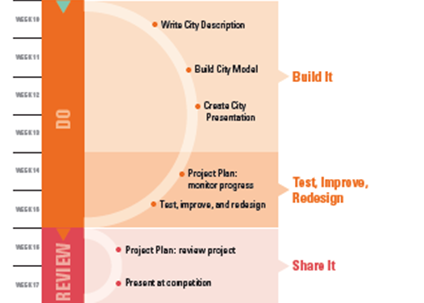 WEEK 10
Write City Description
WEEK 11
Build City Model
Build It
WEEK 12
Create City
Presentation
DO
WEEK 13
WEEK 14
Project Plan:
monitor progress
Test, Improve,
Redesign
WEEK 15
Test, improve, and redesign
WEEK 16
Project Plan: review project
REVIEW
Share It
WEEK 17
Present at competition